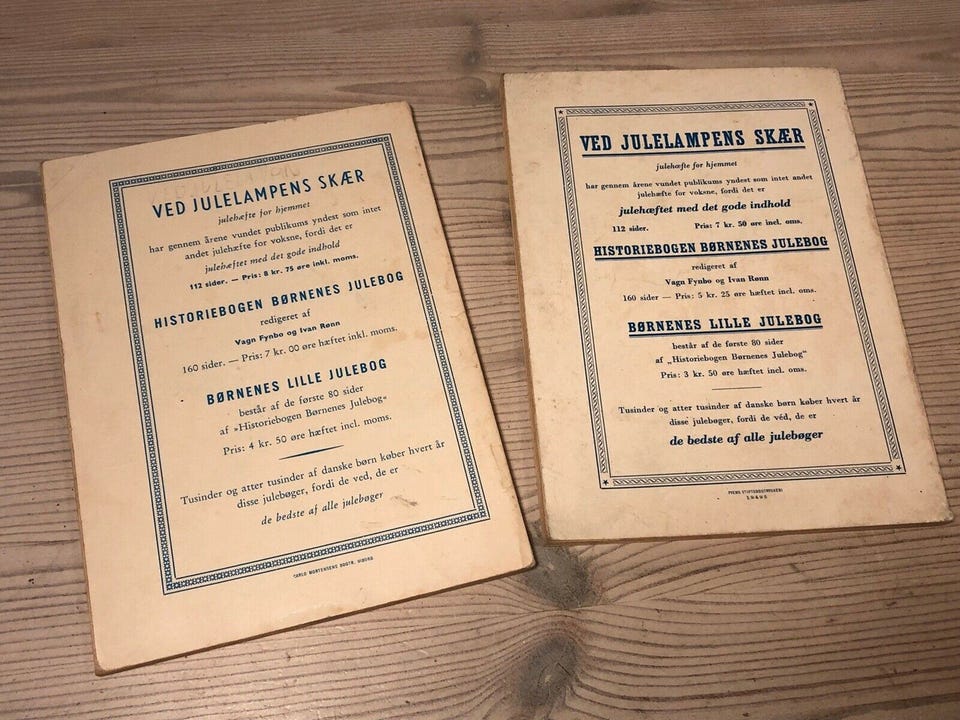 VED JULELAMPENS SKÆR
julehæfte for hjemmet
har gennem årene vundet publikums yndest som intet
andet julehæfte for voksne, fordi det er
julehæftet med det gode indhold
112 sider. — Pris: 8 kr. 75 øre inkl. moms.
HISTORIEBOGEN BØRNENES JULEBOG
redigeret af
Vagn Fynbo og Ivan Rønn
160 sider. — Pris: 7 kr. 00 øre hæftet inkl. moms.
BØRNENES LILLE JULEBOG
består af de første 80 sider
af »Historiebogen Børnenes Julebog«
Pris: 4 kr. 50 øre hæftet incl. moms.
Tusinder og atter tusinder af danske børn køber hvert år
disse julebøger, fordi de ved, de er
de bedste af alle julebøger
CARLO MORTENSENS BOGTR. VIBORG
VED JULELAMPENS SKÆR
julehæfte for hjemmet
har gennem årene vundet publikums yndest som intet andet
julehæfte for voksne, fordi det er
julehæftet med det gode indhold
112 sider. Pris: 7 kr. 50 øre incl. oms.
HISTORIEBOGEN BØRNENES JULEBOG
redigeret af
Vagn Fynbo og Ivan Rønn
160 sider — Pris: 5 kr. 25 øre hæftet incl. oms.
BØRNENES LILLE JULEBOG
består af de første 80 sider
af „Historiebogen Børnenes Julebog"
Pris: 3 kr. 50 øre hæftet incl. oms.
Tusinder og atter tusinder af danske børn køber hvert år
disse julebøger, fordi de véd, de er
de bedste af alle julebøger
FYENS STIFTSBOGTRYKKERI